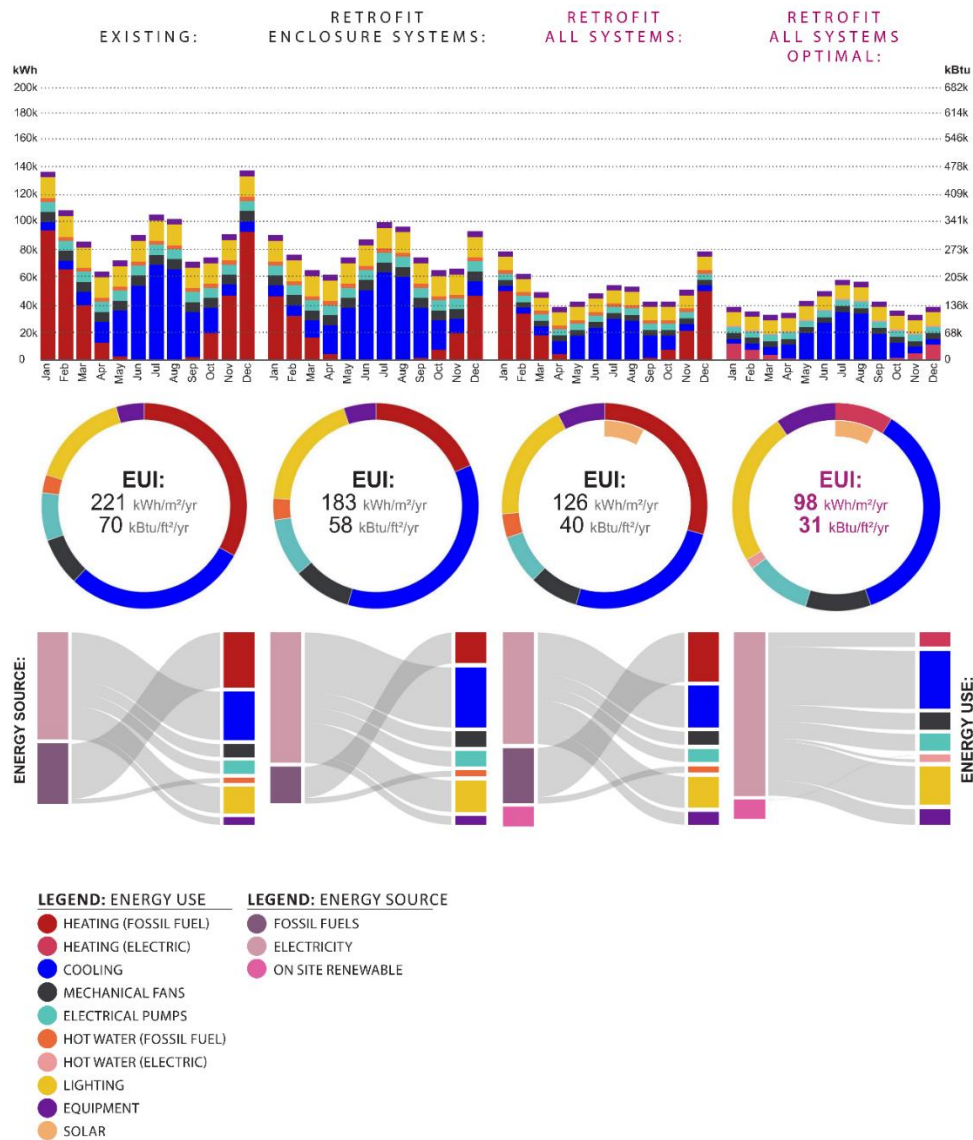 EXISTING:
RETROFIT
ENCLOSURE SYSTEMS:
RETROFIT
ALL SYSTEMS:
RETROFIT
ALL SYSTEMS
OPTIMAL:
kWh
200k
180k
160k
140k
120k
100k
80k
60k
40k
20k
0
kBtu
682k
614k
546k
478k
409k
341k
273k
205k
136k
68k
0
Jan Feb Mar Apr May Jun Jul Aug Sep Oct Nov Dec
Jan Feb Mar Apr May Jun Jul Aug Sep Oct Nov Dec
Jan Feb Mar Apr May Jun Jul Aug Sep Oct Nov Dec
Jan Feb Mar Apr May Jun Jul Aug Sep Oct Nov Dec
EUI:
221 kWh/m²/yr
70 kBtu/ft²/yr
EUI:
183 kWh/m²/yr
58 kBtu/ft²/yr
EUI:
126 kWh/m²/yr
40 kBtu/ft²/yr
EUI:
98 kWh/m²/yr
31 kBtu/ft²/yr
ENERGY SOURCE:
ENERGY USE:
LEGEND: ENERGY USE
HEATING (FOSSIL FUEL)
HEATING (ELECTRIC)
COOLING
MECHANICAL FANS
ELECTRICAL PUMPS
HOT WATER (FOSSIL FUEL)
HOT WATER (ELECTRIC)
LIGHTING
EQUIPMENT
SOLAR
LEGEND: ENERGY SOURCE
FOSSIL FUELS
ELECTRICITY
ON SITE RENEWABLE